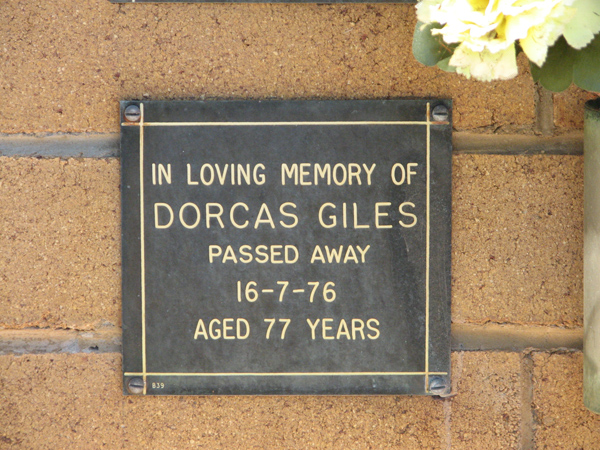 IN LOVING MEMORY OF
DORCAS GILES
PASSED AWAY
16-7-76
AGED 77 YEARS
839